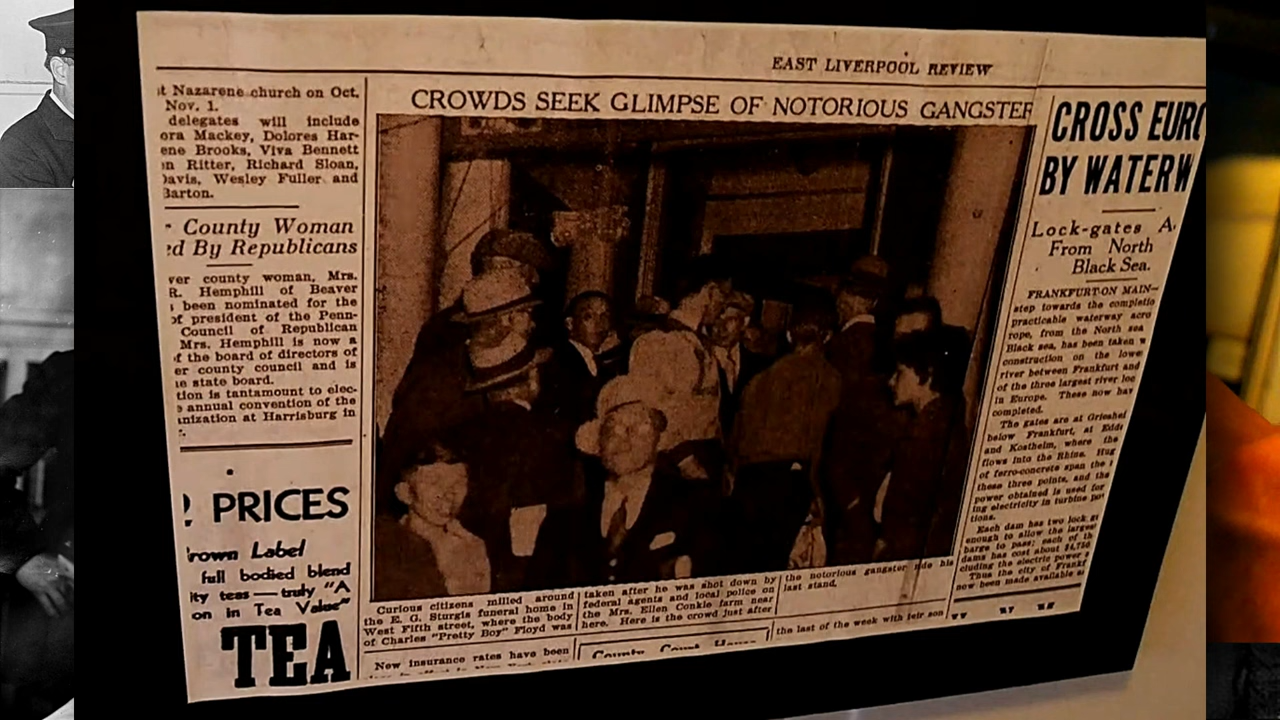 EAST LIVERPOOL REVIEW
t Nazarene church on Oct.
Nov. 1.
delegates will include
ora Mackey, Dolores Har-
ene Brooks, Viva Bennett
n Ritter, Richard Sloan,
avis, Wesley Fuller and
Barton.
County Woman
ed By Republicans
ver county woman, Mrs.
R. Hemphill of Beaver
been nominated for the
of president of the Penn-
Council of Republican
Mrs. Hemphill is now a
f the board of directors of
er county council and is
e state board.
tion is tantamount to elec-
annual convention of the
nization at Harrisburg in
PRICES
rown Label
full bodied blend
ity teas — truly "A
on in Tea Value"
TEA
CROWDS SEEK GLIMPSE OF NOTORIOUS GANGSTER
Curious citizens milled around
the E. G. Sturgis funeral home in
West Fifth street, where the body
of Charles "Pretty Boy" Floyd was
taken after he was shot down by
federal agents and local police on
the Mrs. Ellen Conkle farm near
here. Here is the crowd just after
the notorious gangster his
last stand.
New insurance rates have been
County Court House
the last of the week with their son
CROSS EURO
BY WATERW
Lock-gates A
From North
Black Sea.
FRANKFURT-ON MAIN—
step towards the completio
practicable waterway acro
rope, from the North sea
Black sea, has been taken w
construction on the lowe
river between Frankfurt and
of the three largest river loc
in Europe. These now hav
completed.
The gates are at Grieshei
below Frankfurt, at Edde
and Kostheim, where the
flows into the Rhine. Hug
of ferro-concrete span the
these three points, and the
power obtained is used for
ing electricity in turbine po
tions.
Each dam has two lock g
enough to allow the larges
barge to pass; each of th
dams has cost about $4,750
cluding the electric power
Thus the city of Frankf
now been made available a